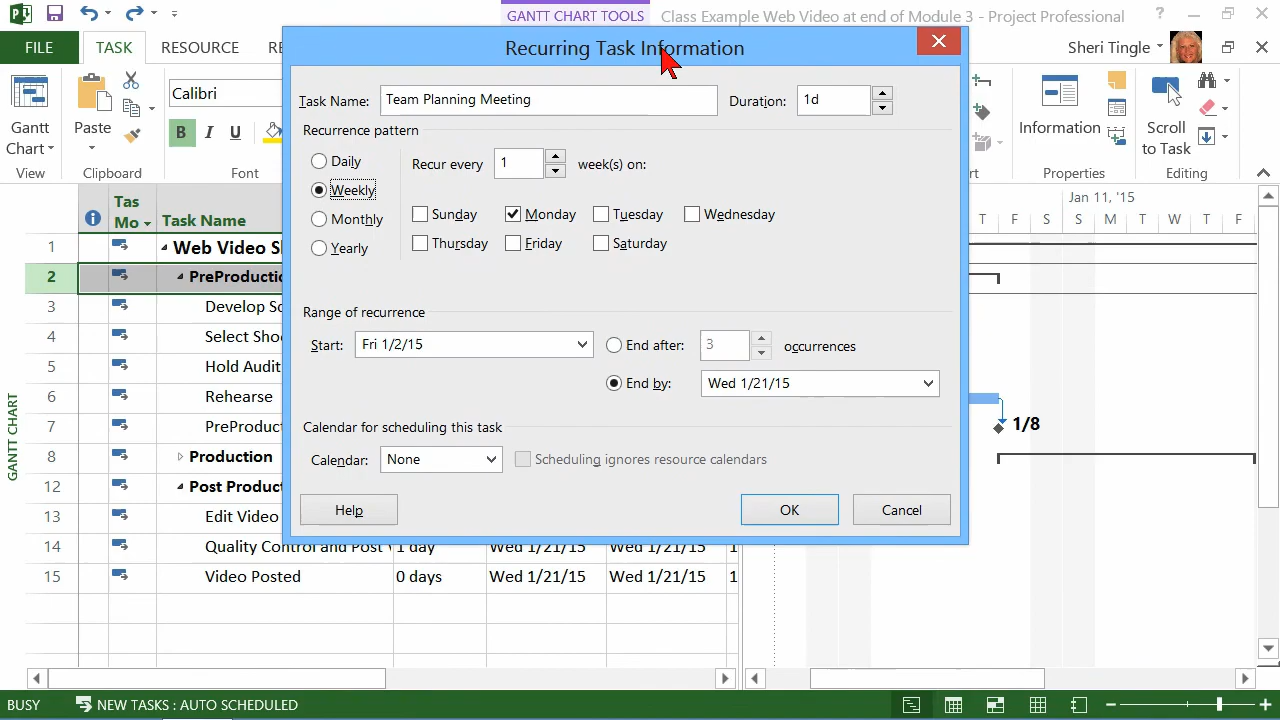 GANTT CHART TOOLS
Class Example Web Video at end of Module 3 - Project Professional
FILE
TASK
RESOURCE
RE
Sheri Tingle
Gantt
Chart
View
Paste
Clipboard
Calibri
B I U
Font
Information
Properties
Scroll
to Task
Editing
rt
Recurring Task Information
Task Name: Team Planning Meeting Duration: 1d
Recurrence pattern
Daily
Weekly
Monthly
Yearly
Recur every 1 week(s) on:
Sunday Monday Tuesday Wednesday
Thursday Friday Saturday
Range of recurrence
Start: Fri 1/2/15 End after: 3 occurrences
End by: Wed 1/21/15
Calendar for scheduling this task
Calendar: None Scheduling ignores resource calendars
Help OK Cancel
Tas
Mo
Task Name
Jan 11, '15
T F S S M T W T F
1 Web Video S
2 PreProductio
3 Develop Sc
4 Select Shoo
5 Hold Audit
6 Rehearse
7 PreProduct
1/8
8 Production
12 Post Product
13 Edit Video
14 Quality Control and Post 1 day Wed 1/21/15 Wed 1/21/15 1
15 Video Posted 0 days Wed 1/21/15 Wed 1/21/15 1
GANTT CHART
BUSY NEW TASKS : AUTO SCHEDULED